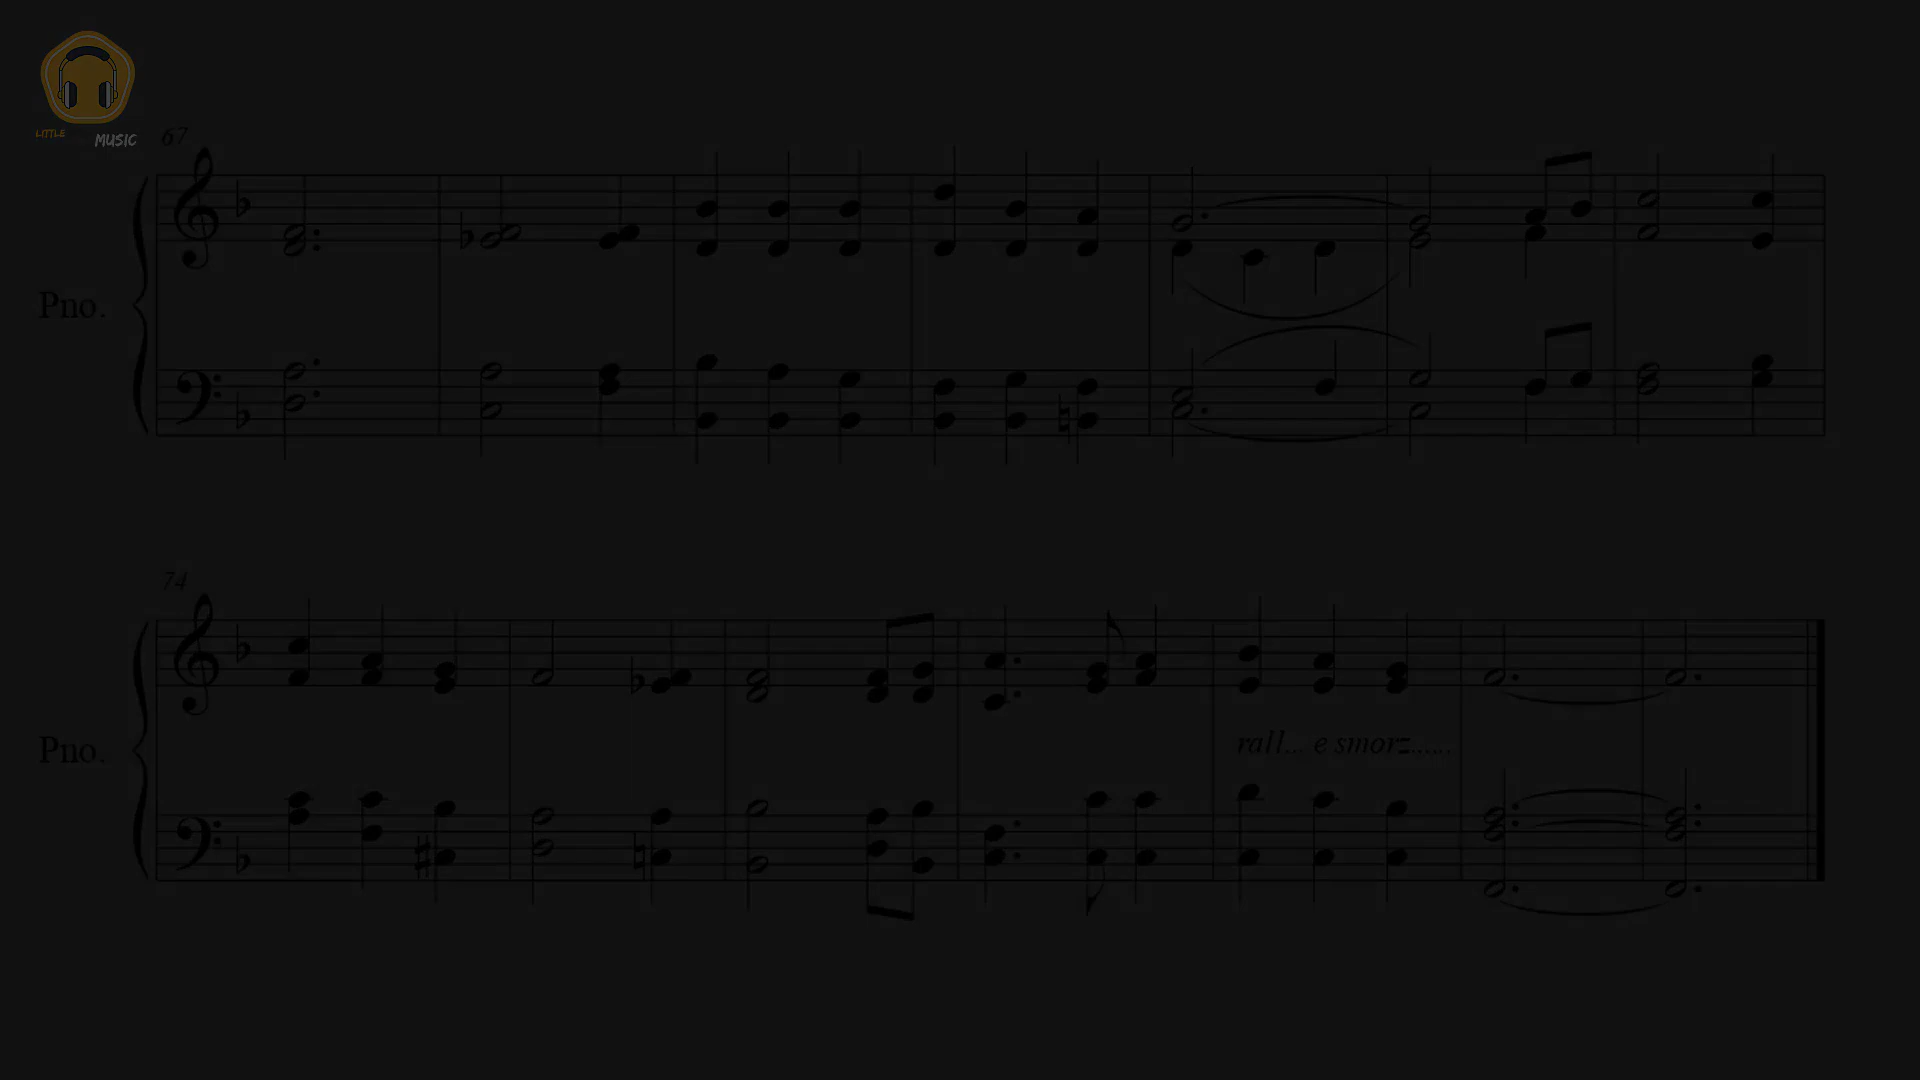 LITTLE
MUSIC
67
Pno.
74
Pno.
rall... e smorz......